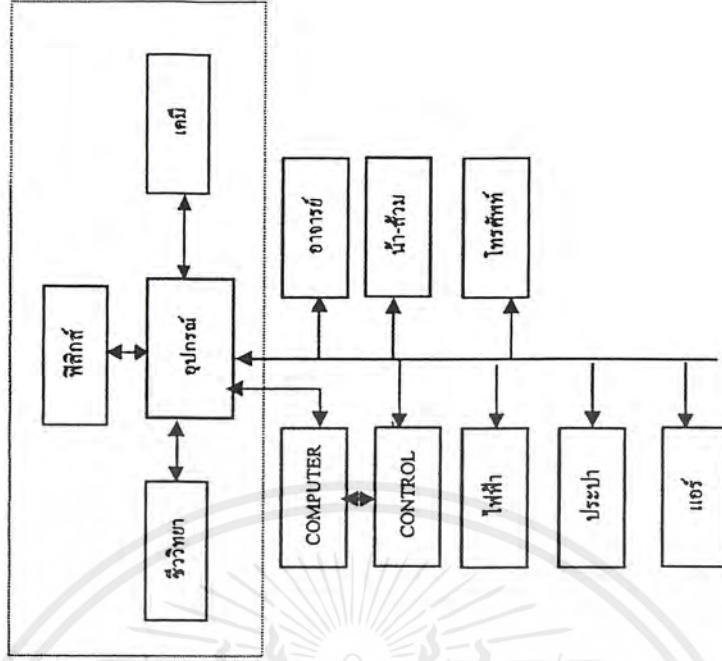 ฟิสิกส์
ชีววิทยา
อุปกรณ์
เคมี
COMPUTER
CONTROL
ไฟฟ้า
ประปา
แอร์
อาจารย์
น้ำ-ส้วม
โทรศัพท์